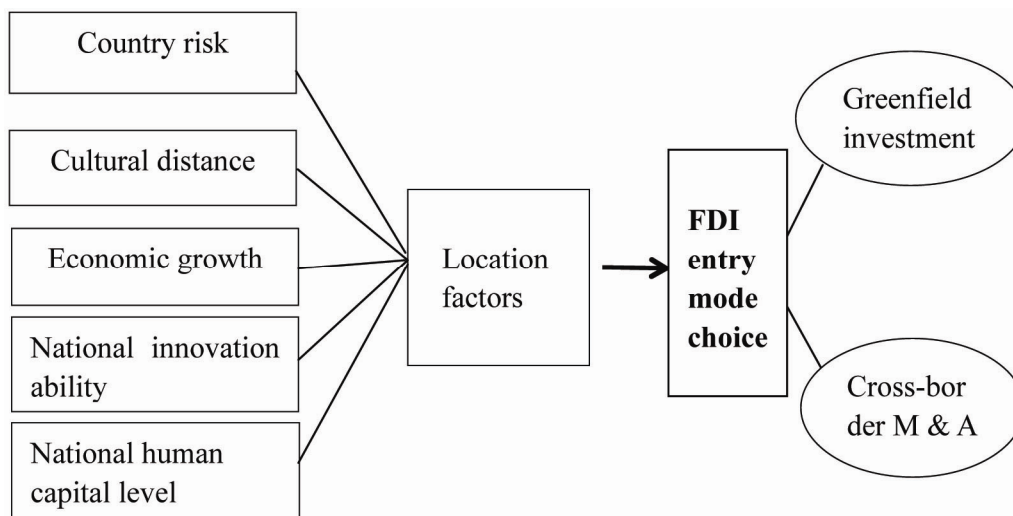 Country risk
Cultural distance
Economic growth
National innovation
ability
National human
capital level
Location
factors
FDI
entry
mode
choice
Greenfield
investment
Cross-bor
der M & A